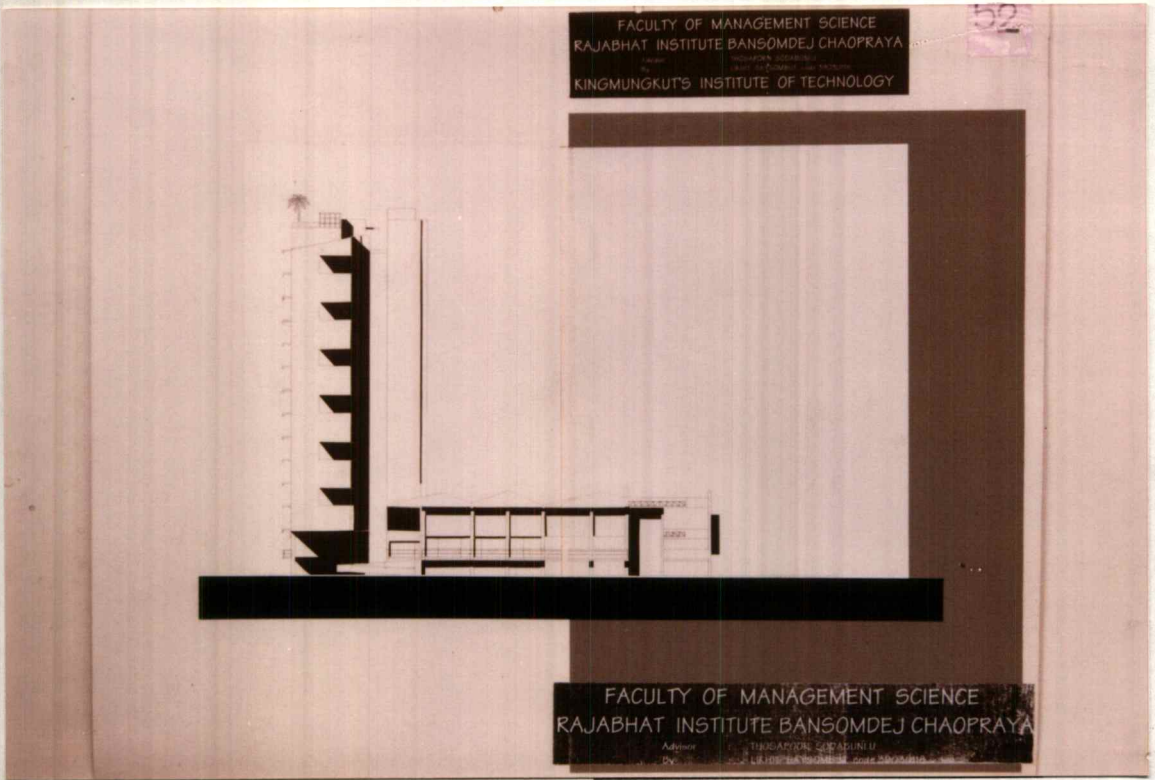 FACULTY OF MANAGEMENT SCIENCE
RAJABHAT INSTITUTE BANSOMDEJ CHAOPRAYA
By
KINGMUNGKUT'S INSTITUTE OF TECHNOLOGY
52
FACULTY OF MANAGEMENT SCIENCE
RAJABHAT INSTITUTE BANSOMDEJ CHAOPRAYA
Advisor
By